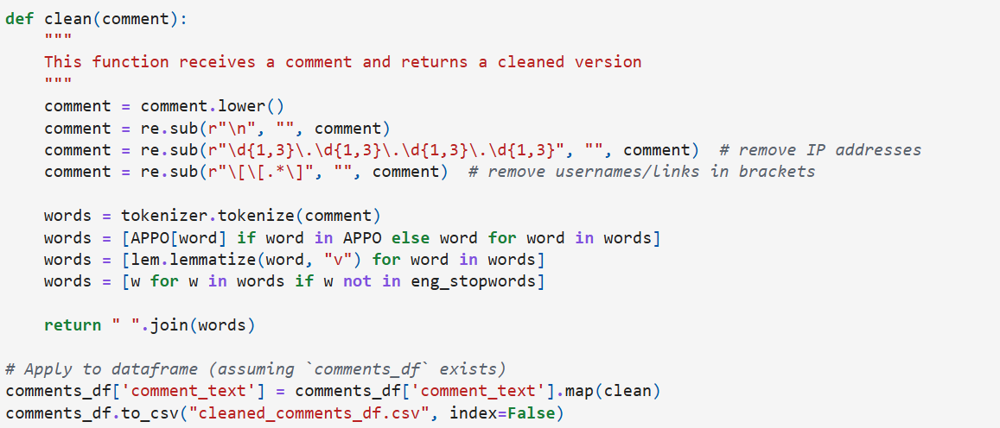 def clean(comment):
    """
    This function receives a comment and returns a cleaned version
    """
    comment = comment.lower()
    comment = re.sub(r"\n", "", comment)
    comment = re.sub(r"\d{1,3}\.\d{1,3}\.\d{1,3}\.\d{1,3}", "", comment)  # remove IP addresses
    comment = re.sub(r"\[\[.*\]", "", comment)  # remove usernames/links in brackets

    words = tokenizer.tokenize(comment)
    words = [APPO[word] if word in APPO else word for word in words]
    words = [lem.lemmatize(word, "v") for word in words]
    words = [w for w in words if w not in eng_stopwords]

    return " ".join(words)

# Apply to dataframe (assuming `comments_df` exists)
comments_df['comment_text'] = comments_df['comment_text'].map(clean)
comments_df.to_csv("cleaned_comments_df.csv", index=False)